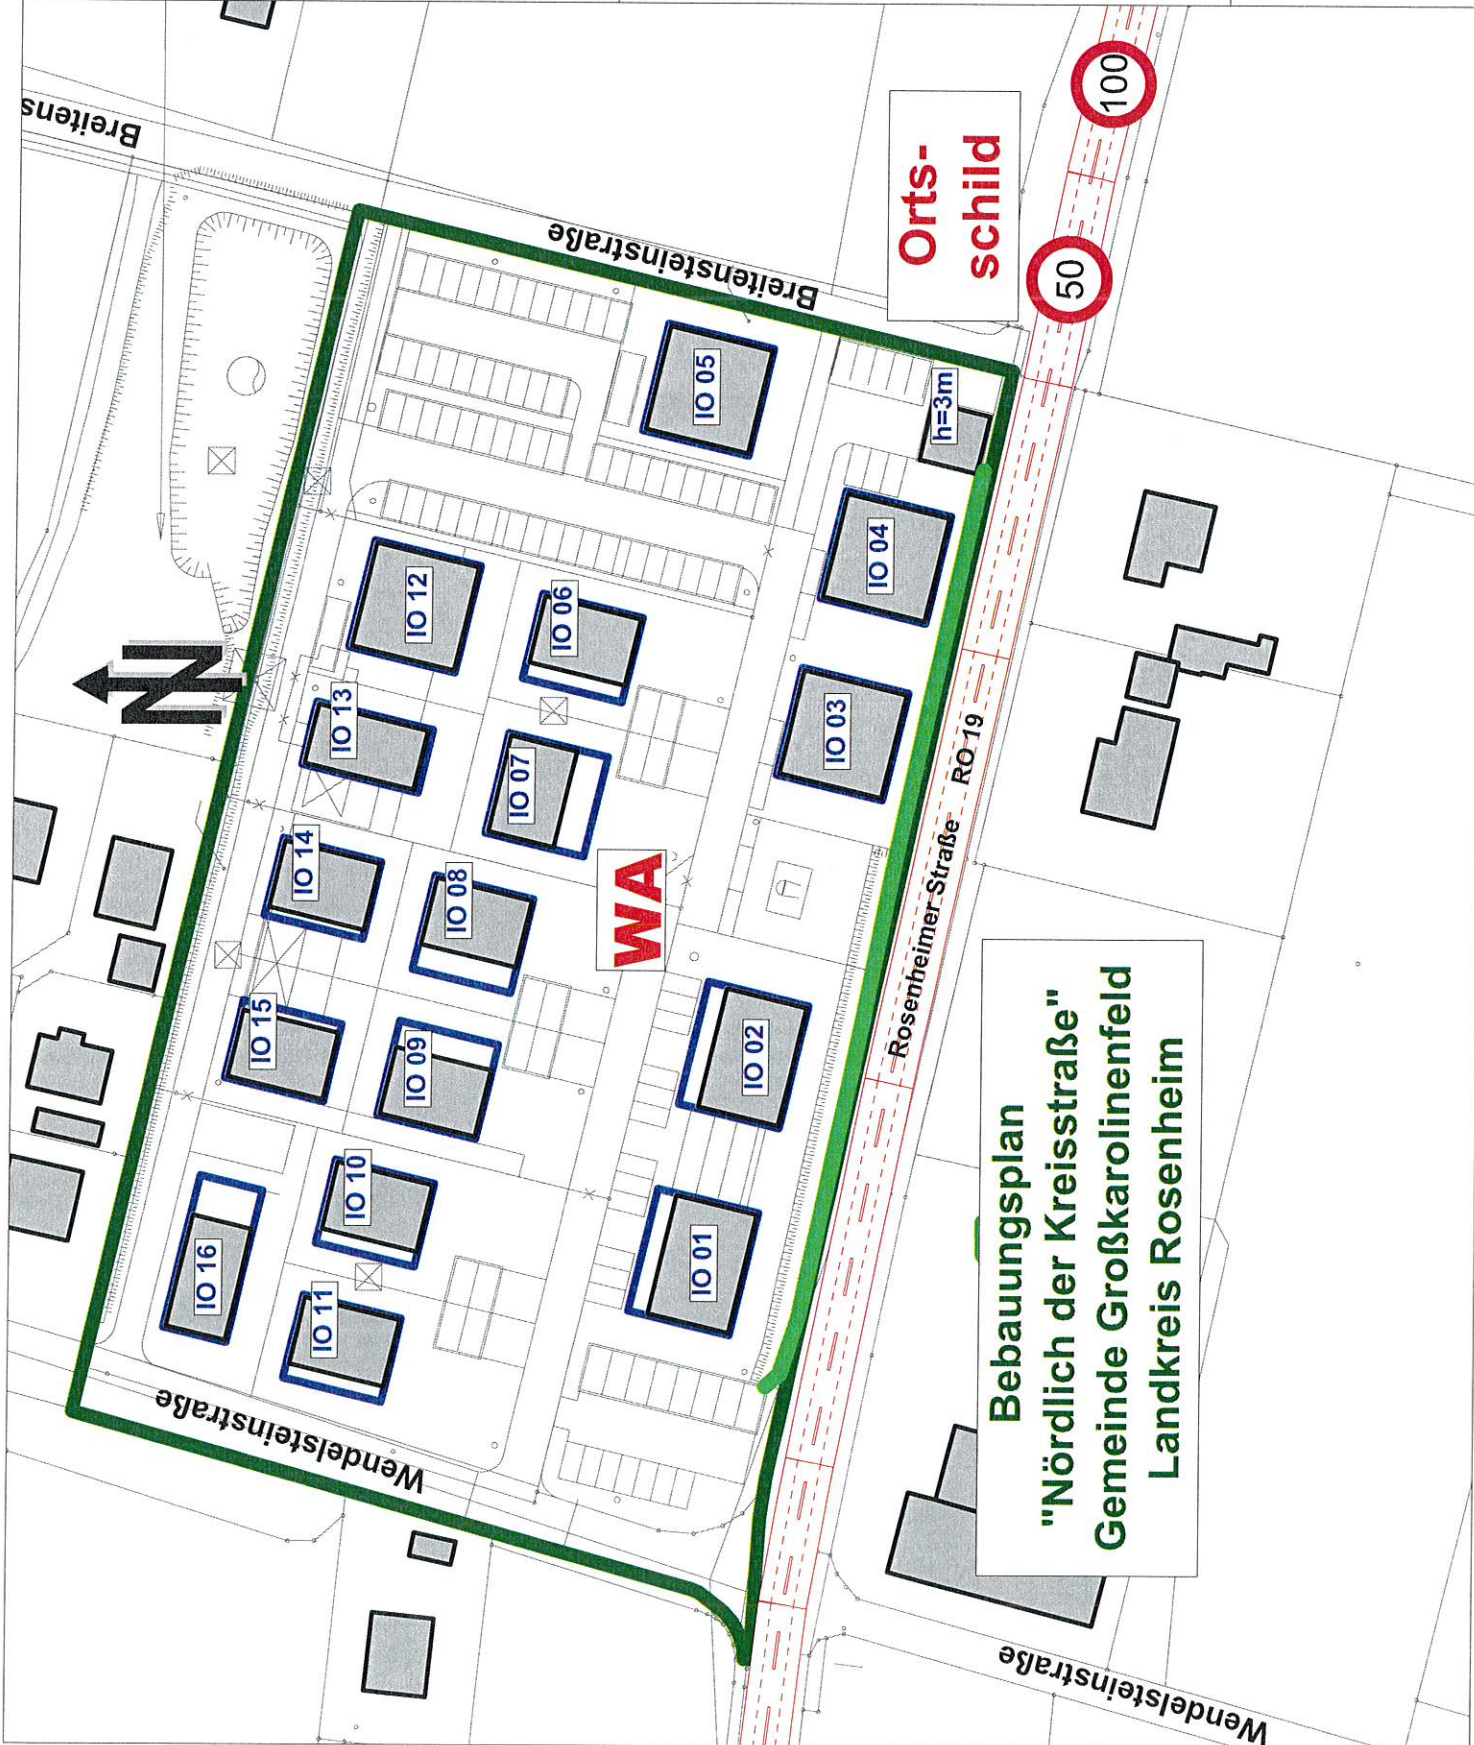 Breitens
Breitensteinstraße
Orts-
schild
100
50
h=3m
IO 05
IO 04
IO 03
IO 12
IO 06
IO 13
IO 07
IO 14
IO 08
WA
IO 15
IO 09
IO 02
IO 10
IO 01
IO 16
IO 11
Rosenheimer Straße RO 19
Wendelsteinstraße
Wendelsteinstraße
Bebauungsplan
"Nördlich der Kreisstraße"
Gemeinde Großkarolinenfeld
Landkreis Rosenheim
N